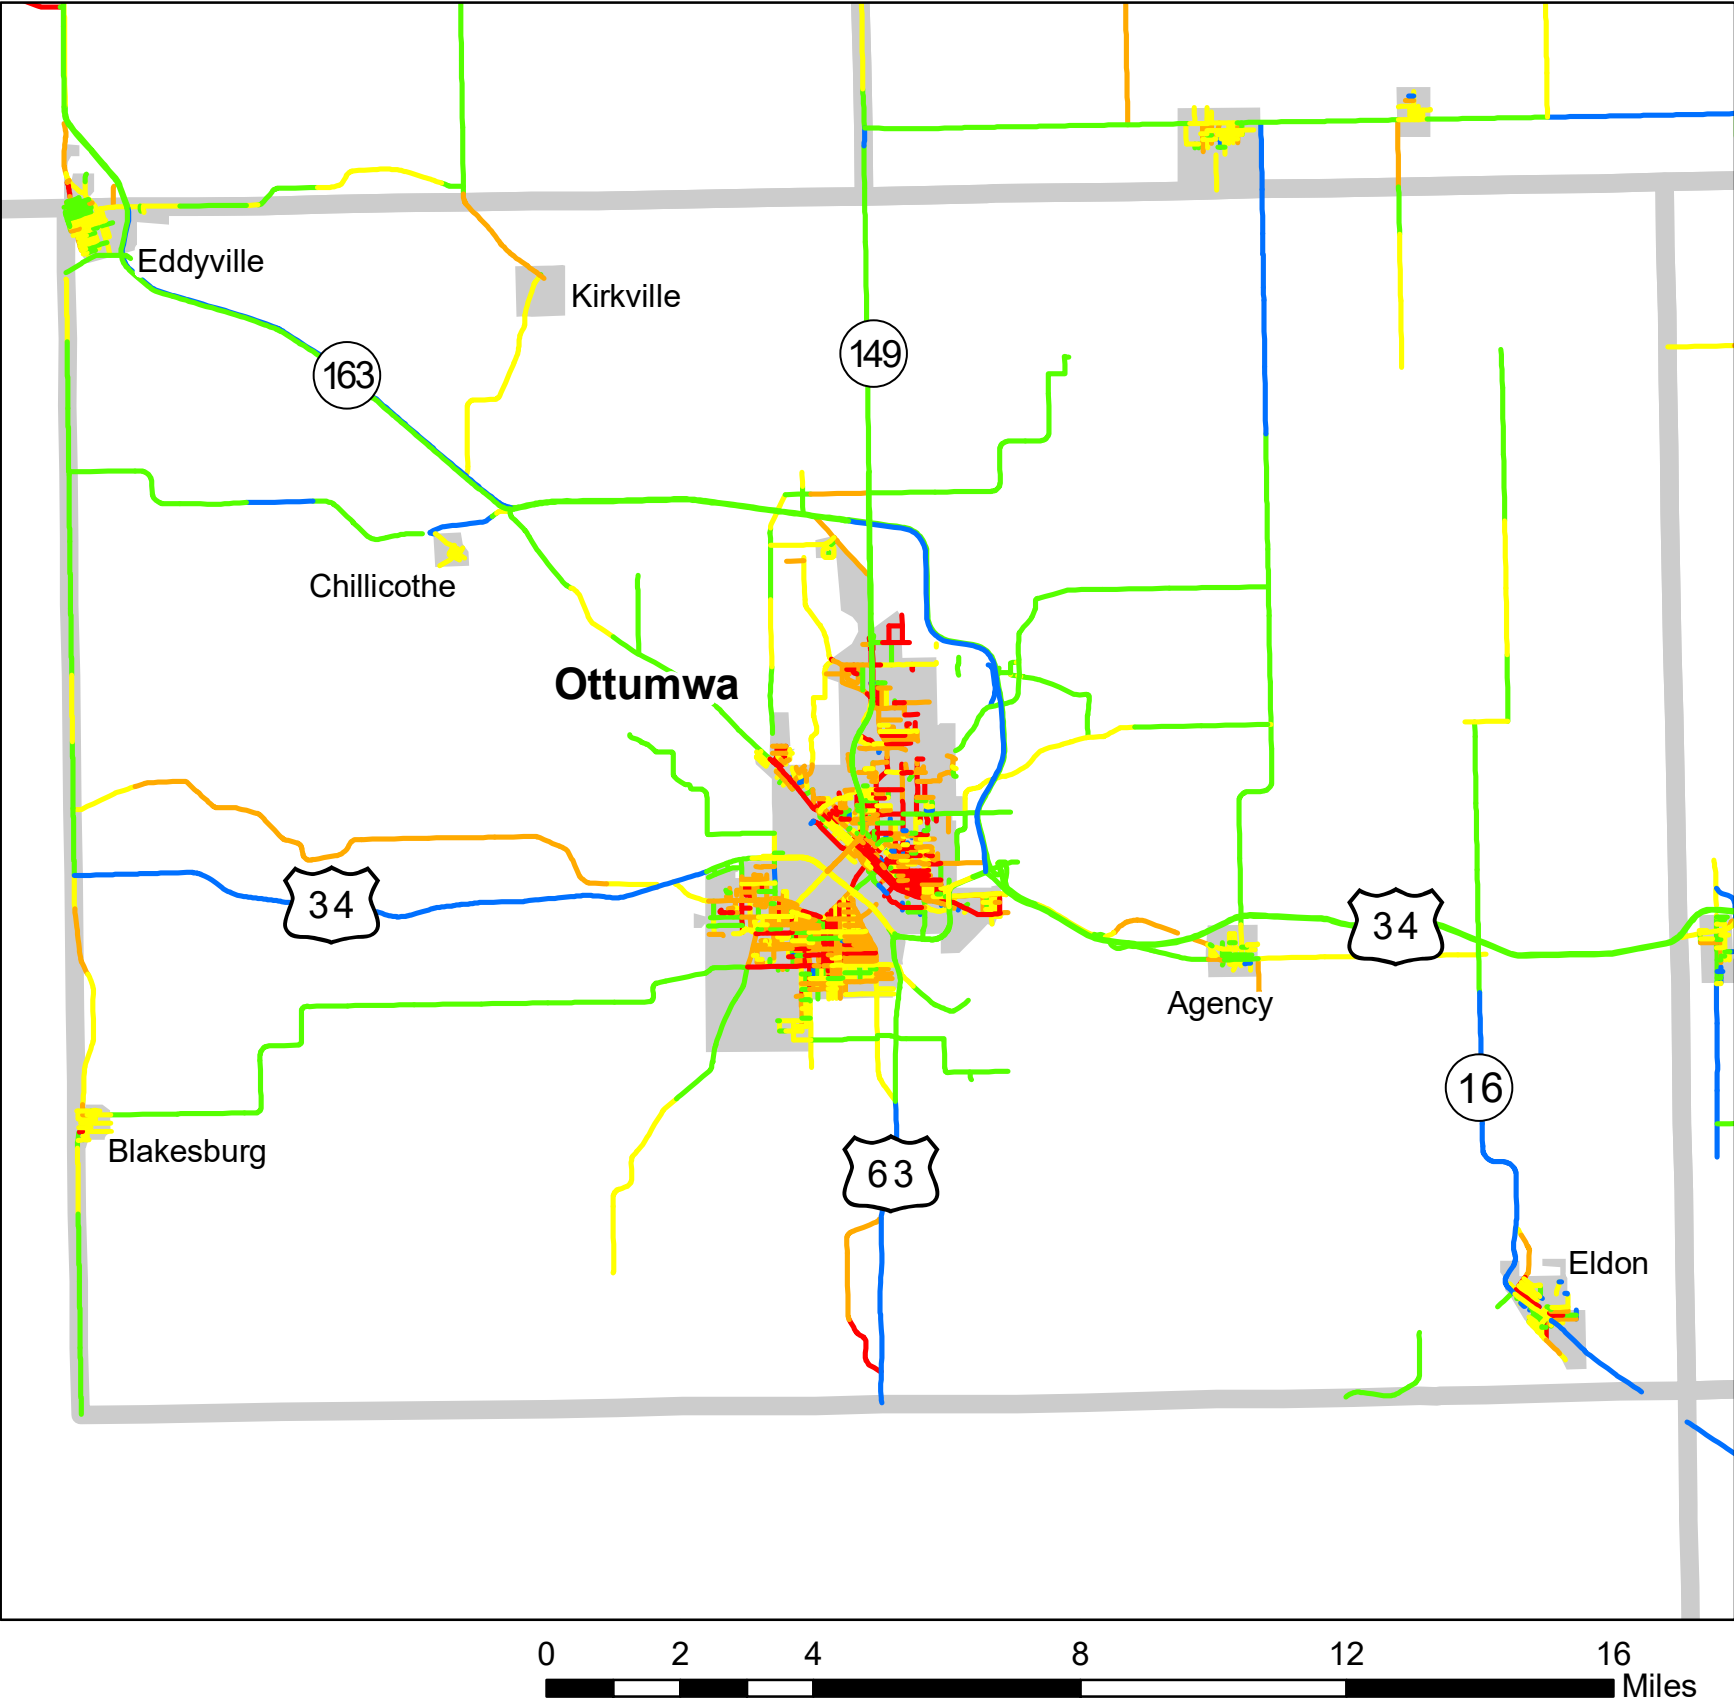 Eddyville
Kirkville
163
149
Chillicothe
Ottumwa
34
34
Agency
16
Blakesburg
63
Eldon
0 2 4 8 12 16
Miles